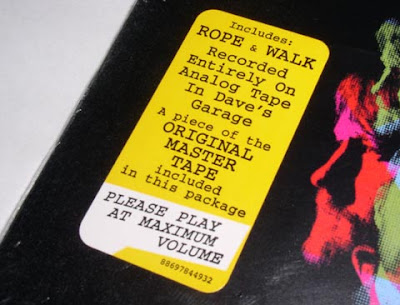 Includes:
ROPE & WALK
Recorded
Entirely On
Analog Tape
In Dave's
Garage
A piece of the
ORIGINAL
MASTER
TAPE
included
in this package
PLEASE PLAY
AT MAXIMUM
VOLUME
88697844932